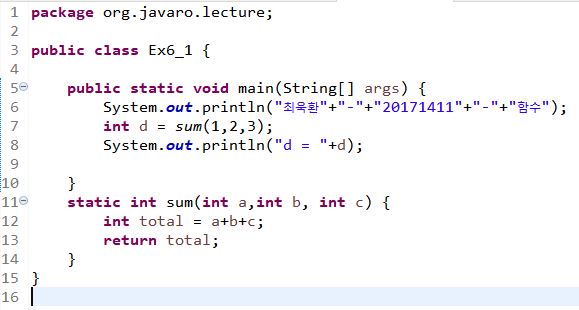 1 package org.javaro.lecture;
2
3 public class Ex6_1 {
4
5 public static void main(String[] args) {
6 System.out.println("최욱환"+"-"+"20171411"+"-"+"함수");
7 int d = sum(1,2,3);
8 System.out.println("d = "+d);
9
10 }
11 static int sum(int a,int b, int c) {
12 int total = a+b+c;
13 return total;
14 }
15 }
16